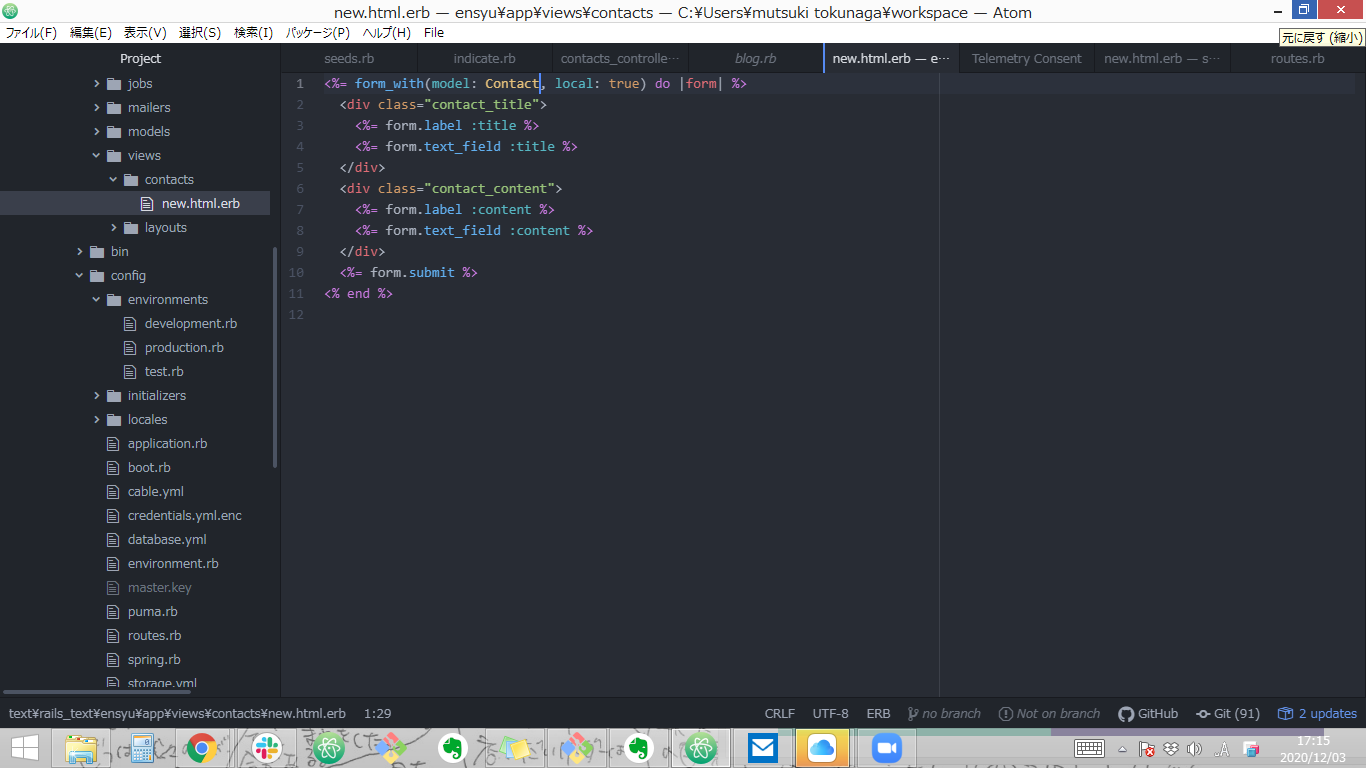 new.html.erb — ensyu¥app¥views¥contacts — C:¥Users¥mutsuki tokunaga¥workspace — Atom
ファイル(F) 編集(E) 表示(V) 選択(S) 検索(I) パッケージ(P) ヘルプ(H) File
元に戻す (縮小)
Project
seeds.rb indicate.rb contacts_controlle… blog.rb new.html.erb — e… Telemetry Consent new.html.erb — s… routes.rb
jobs
mailers
models
views
contacts
new.html.erb
layouts
bin
config
environments
development.rb
production.rb
test.rb
initializers
locales
application.rb
boot.rb
cable.yml
credentials.yml.enc
database.yml
environment.rb
master.key
puma.rb
routes.rb
spring.rb
storage.yml
1 <%= form_with(model: Contact, local: true) do |form| %>
2 <div class="contact_title">
3 <%= form.label :title %>
4 <%= form.text_field :title %>
5 </div>
6 <div class="contact_content">
7 <%= form.label :content %>
8 <%= form.text_field :content %>
9 </div>
10 <%= form.submit %>
11 <% end %>
12
text¥rails_text¥ensyu¥app¥views¥contacts¥new.html.erb 1:29 CRLF UTF-8 ERB no branch Not on branch GitHub Git (91) 2 updates
17:15
2020/12/03